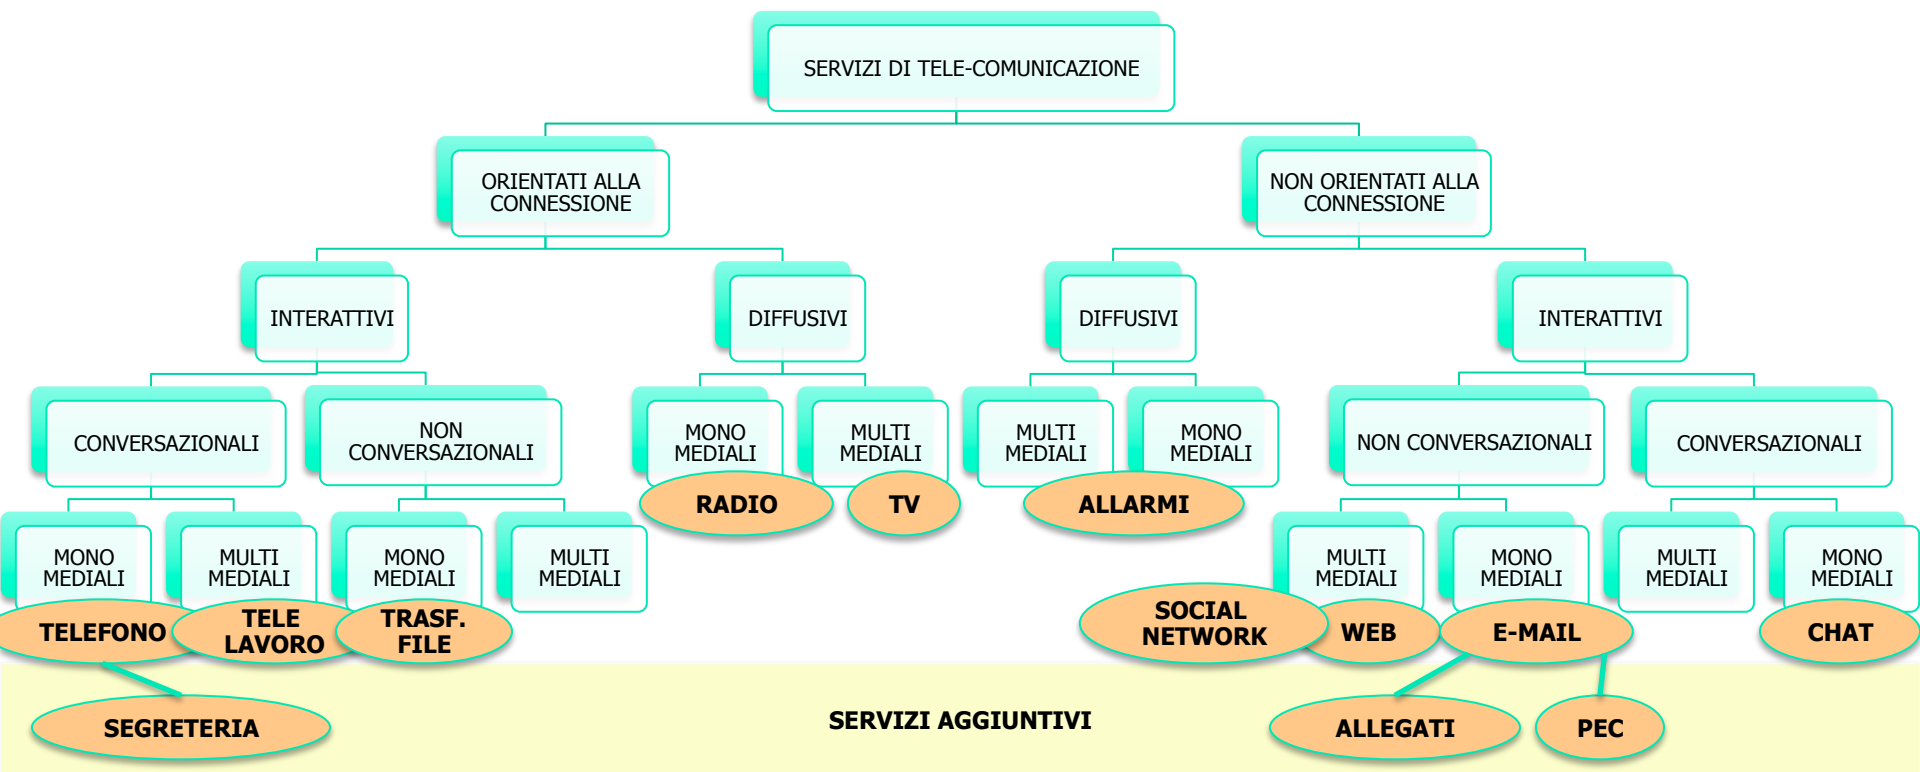 SERVIZI DI TELE-COMUNICAZIONE
ORIENTATI ALLA
CONNESSIONE
NON ORIENTATI ALLA
CONNESSIONE
INTERATTIVI
DIFFUSIVI
DIFFUSIVI
INTERATTIVI
CONVERSAZIONALI
NON
CONVERSAZIONALI
MONO
MEDIALI
MULTI
MEDIALI
MULTI
MEDIALI
MONO
MEDIALI
NON CONVERSAZIONALI
CONVERSAZIONALI
RADIO
TV
ALLARMI
MONO
MEDIALI
MULTI
MEDIALI
MONO
MEDIALI
MULTI
MEDIALI
MULTI
MEDIALI
MONO
MEDIALI
MULTI
MEDIALI
MONO
MEDIALI
TELEFONO
TELE
LAVORO
TRASF.
FILE
SOCIAL
NETWORK
WEB
E-MAIL
CHAT
SEGRETERIA
SERVIZI AGGIUNTIVI
ALLEGATI
PEC